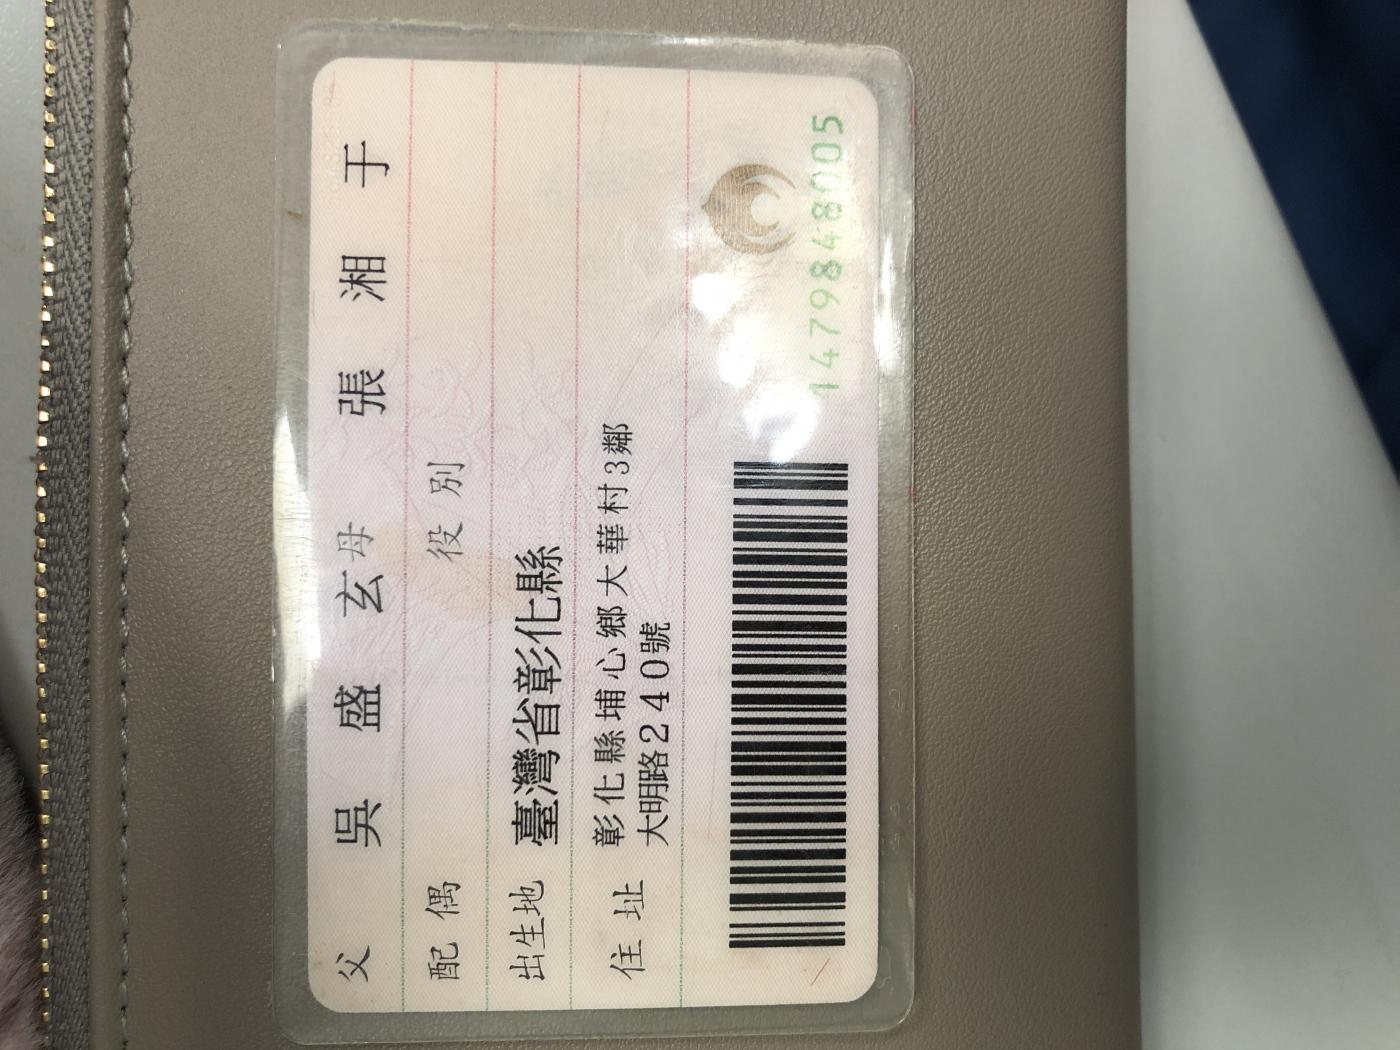 父 吳盛玄 母 張湘于
配偶 役別
出生地 臺灣省彰化縣
住址 彰化縣埔心鄉大華村3鄰
大明路240號
1479848005